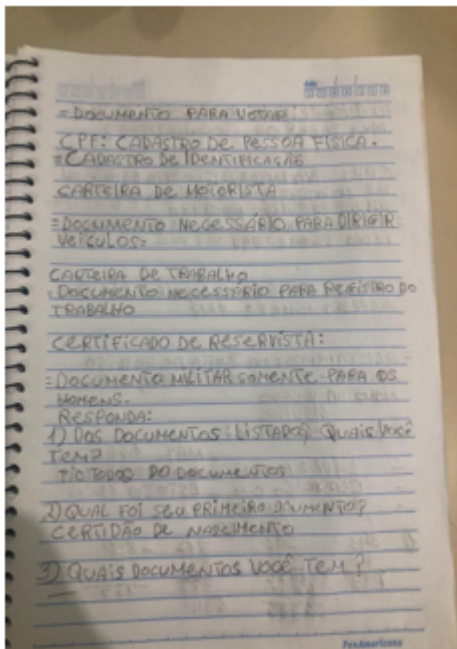 = DOCUMENTO PARA VOTAR
CPF: CADASTRO DE PESSOA FÍSICA.
= CADASTRO DE IDENTIFICAÇÃO
CARTEIRA DE MOTORISTA
= DOCUMENTO NECESSÁRIO PARA DIRIGIR
VEÍCULOS=
CARTEIRA DE TRABALHO
= DOCUMENTO NECESSÁRIO PARA REGISTRO DO
TRABALHO
CERTIFICADO DE RESERVISTA:
= DOCUMENTO MILITAR SOMENTE PARA OS
HOMENS.
RESPONDA:
1) DOS DOCUMENTOS LISTADOS, QUAIS VOCÊ
TEM?
DO DOCUMENTOS
2) QUAL FOI SEU PRIMEIRO DOCUMENTO?
CERTIDÃO DE NASCIMENTO
3) QUAIS DOCUMENTOS VOCÊ TEM?
PanAmericana